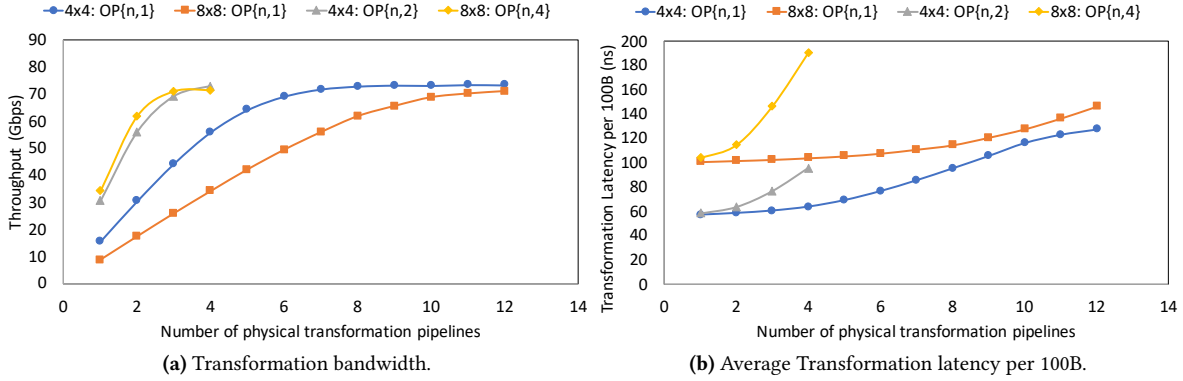 4x4: OP{n,1} 8x8: OP{n,1} 4x4: OP{n,2} 8x8: OP{n,4}
90
80
70
60
50
40
30
20
10
0
Throughput (Gbps)
0 2 4 6 8 10 12 14
Number of physical transformation pipelines
(a) Transformation bandwidth.
4x4: OP{n,1} 8x8: OP{n,1} 4x4: OP{n,2} 8x8: OP{n,4}
200
180
160
140
120
100
80
60
40
20
0
Transformation Latency per 100B (ns)
0 2 4 6 8 10 12 14
Number of physical transformation pipelines
(b) Average Transformation latency per 100B.